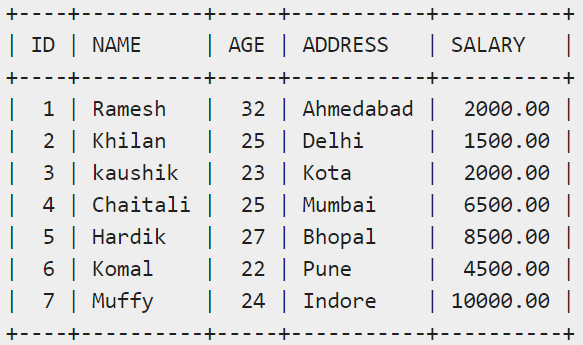 +----+----------+-----+-----------+----------+
| ID | NAME     | AGE | ADDRESS   | SALARY   |
+----+----------+-----+-----------+----------+
|  1 | Ramesh   |  32 | Ahmedabad |  2000.00 |
|  2 | Khilan   |  25 | Delhi     |  1500.00 |
|  3 | kaushik  |  23 | Kota      |  2000.00 |
|  4 | Chaitali |  25 | Mumbai    |  6500.00 |
|  5 | Hardik   |  27 | Bhopal    |  8500.00 |
|  6 | Komal    |  22 | Pune      |  4500.00 |
|  7 | Muffy    |  24 | Indore    | 10000.00 |
+----+----------+-----+-----------+----------+